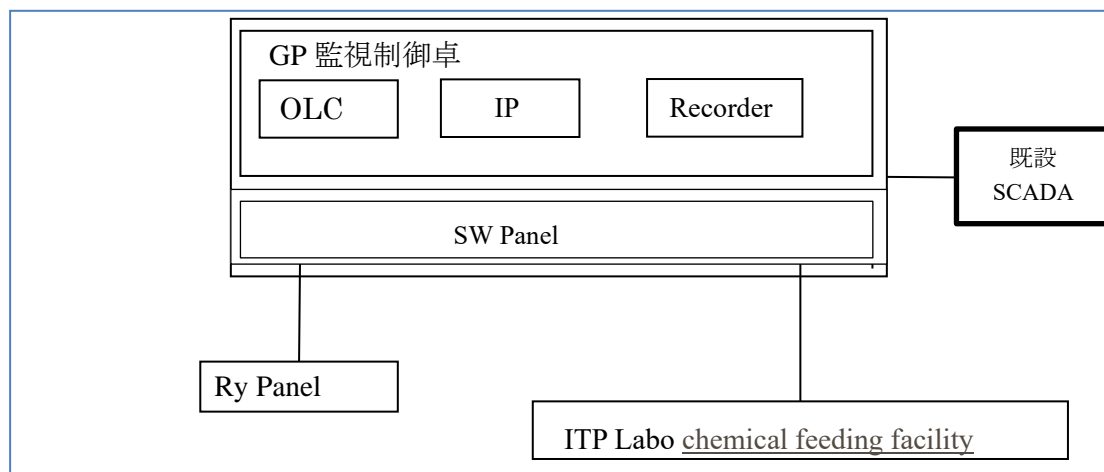 GP 監視制御卓
OLC
IP
Recorder
既設
SCADA
SW Panel
Ry Panel
ITP Labo chemical feeding facility